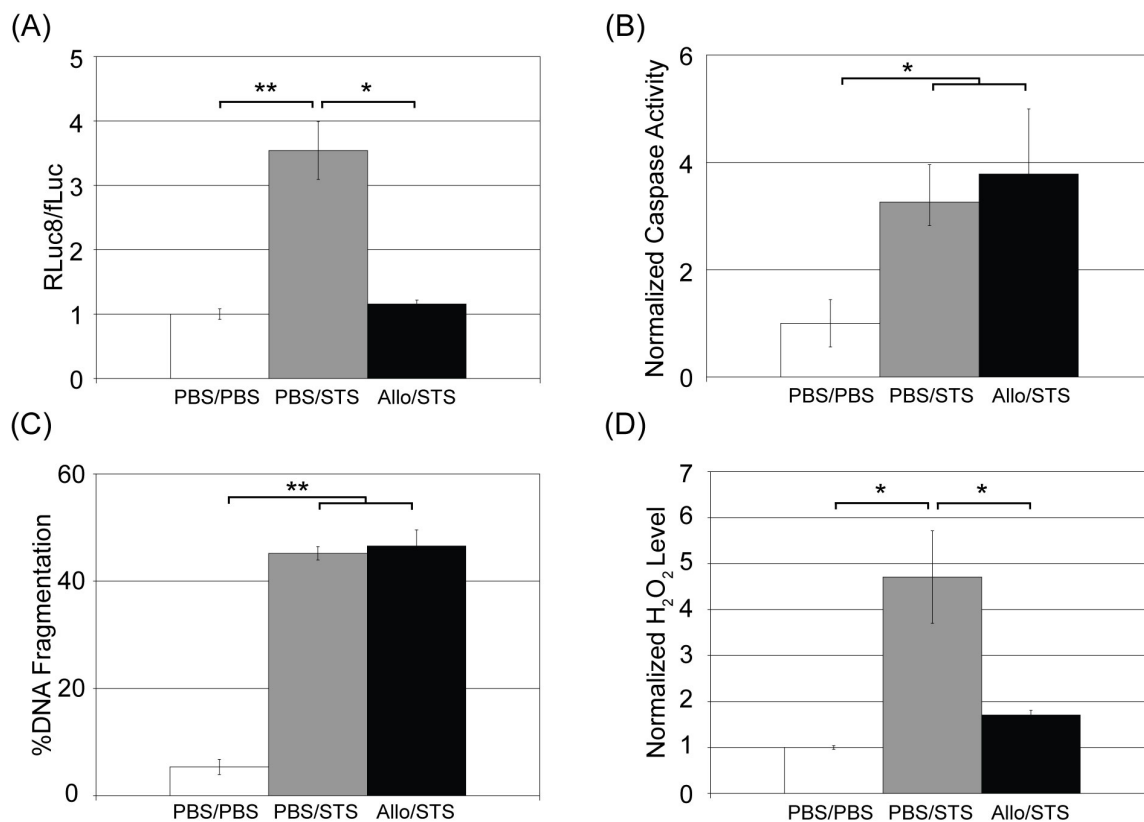 (A)
RLuc8/fLuc
5
4
3
2
1
0
**
*
PBS/PBS PBS/STS Allo/STS
(B)
Normalized Caspase Activity
6
4
2
0
*
PBS/PBS PBS/STS Allo/STS
(C)
%DNA Fragmentation
60
40
20
0
**
PBS/PBS PBS/STS Allo/STS
(D)
Normalized H₂O₂ Level
7
6
5
4
3
2
1
0
*
*
PBS/PBS PBS/STS Allo/STS